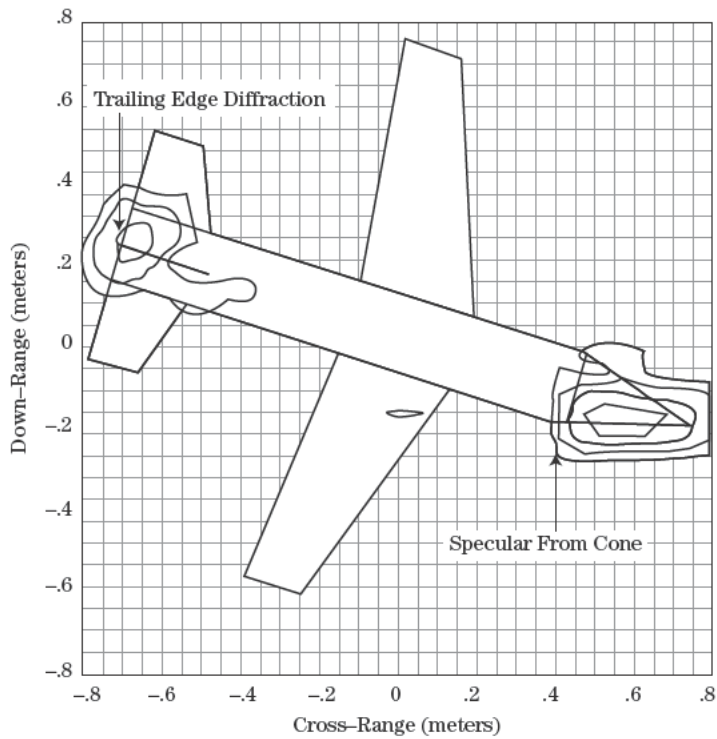 .8
.6
Trailing Edge Diffraction
.4
.2
0
–.2
–.4
Specular From Cone
–.6
–.8
–.8 –.6 –.4 –.2 0 .2 .4 .6 .8
Down–Range (meters)
Cross–Range (meters)